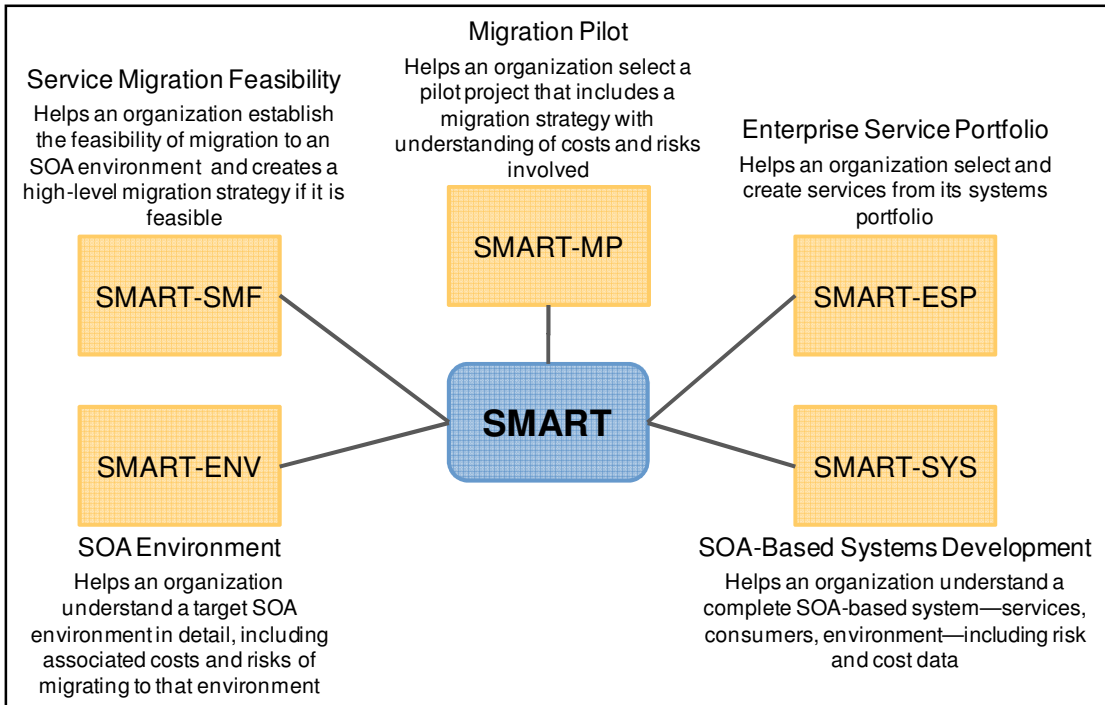 Migration Pilot
Helps an organization select a
pilot project that includes a
migration strategy with
understanding of costs and risks
involved
SMART-MP
Service Migration Feasibility
Helps an organization establish
the feasibility of migration to an
SOA environment and creates a
high-level migration strategy if it is
feasible
SMART-SMF
Enterprise Service Portfolio
Helps an organization select and
create services from its systems
portfolio
SMART-ESP
SMART
SMART-ENV
SOA Environment
Helps an organization
understand a target SOA
environment in detail, including
associated costs and risks of
migrating to that environment
SMART-SYS
SOA-Based Systems Development
Helps an organization understand a
complete SOA-based system—services,
consumers, environment—including risk
and cost data